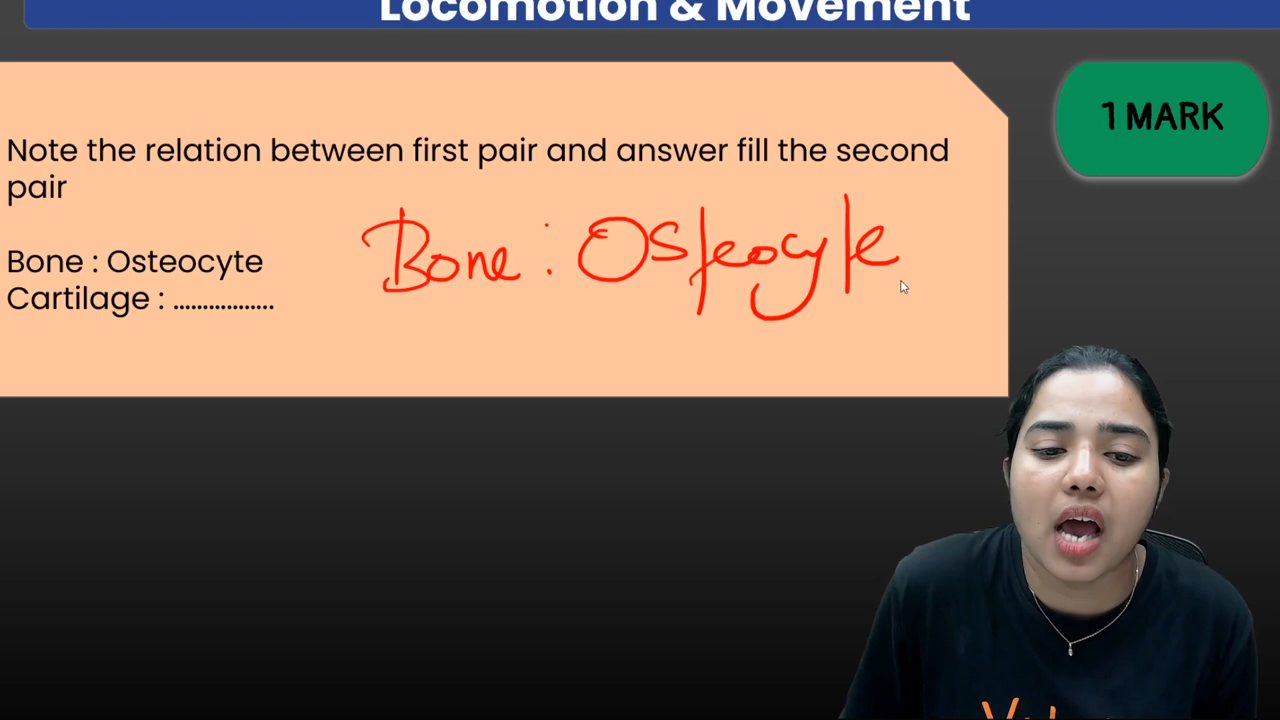 Locomotion & Movement
1 MARK
Note the relation between first pair and answer fill the second
pair
Bone : Osteocyte
Cartilage : .................
Bone : Osteocyte